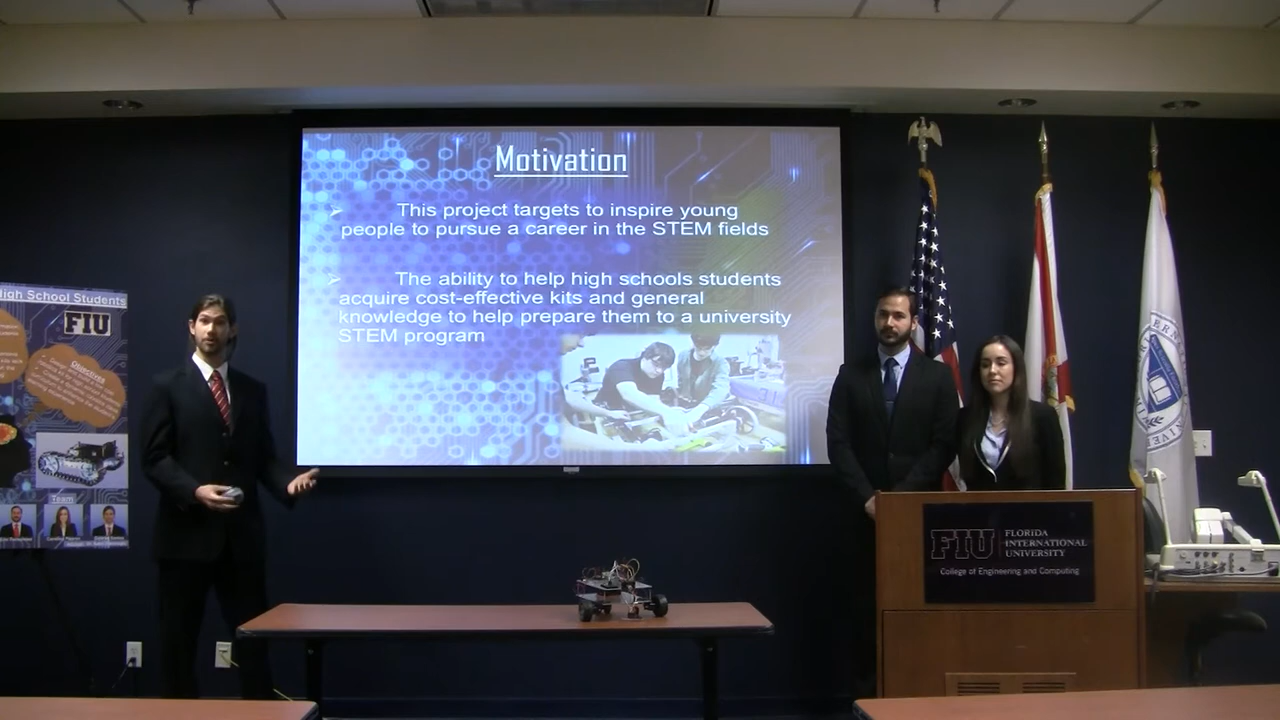 Motivation
➢ This project targets to inspire young
people to pursue a career in the STEM fields
➢ The ability to help high schools students
acquire cost-effective kits and general
knowledge to help prepare them to a university
STEM program
High School Students
FIU
Objectives
Team
FIU
FLORIDA
INTERNATIONAL
UNIVERSITY
College of Engineering and Computing